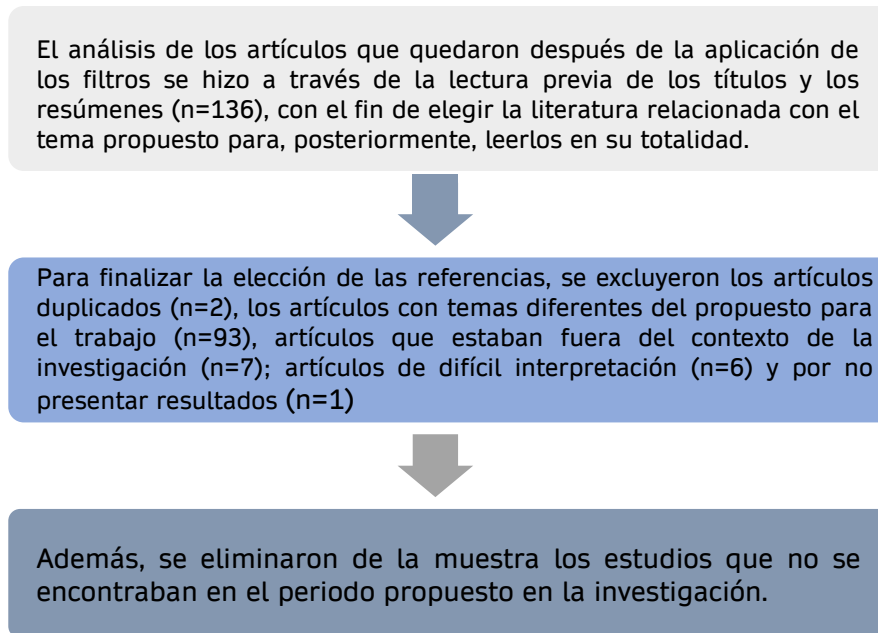 El análisis de los artículos que quedaron después de la aplicación de
los filtros se hizo a través de la lectura previa de los títulos y los
resúmenes (n=136), con el fin de elegir la literatura relacionada con el
tema propuesto para, posteriormente, leerlos en su totalidad.
Para finalizar la elección de las referencias, se excluyeron los artículos
duplicados (n=2), los artículos con temas diferentes del propuesto para
el trabajo (n=93), artículos que estaban fuera del contexto de la
investigación (n=7); artículos de difícil interpretación (n=6) y por no
presentar resultados (n=1)
Además, se eliminaron de la muestra los estudios que no se
encontraban en el periodo propuesto en la investigación.